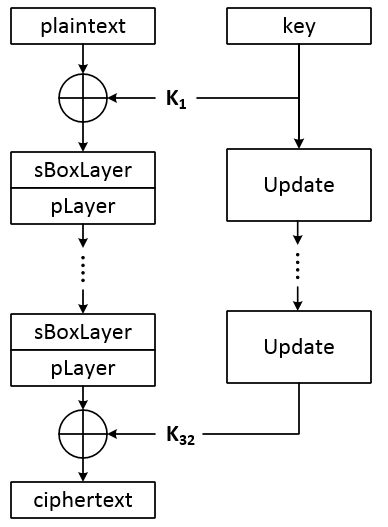 plaintext
key
K₁
sBoxLayer
pLayer
Update
sBoxLayer
pLayer
Update
K₃₂
ciphertext